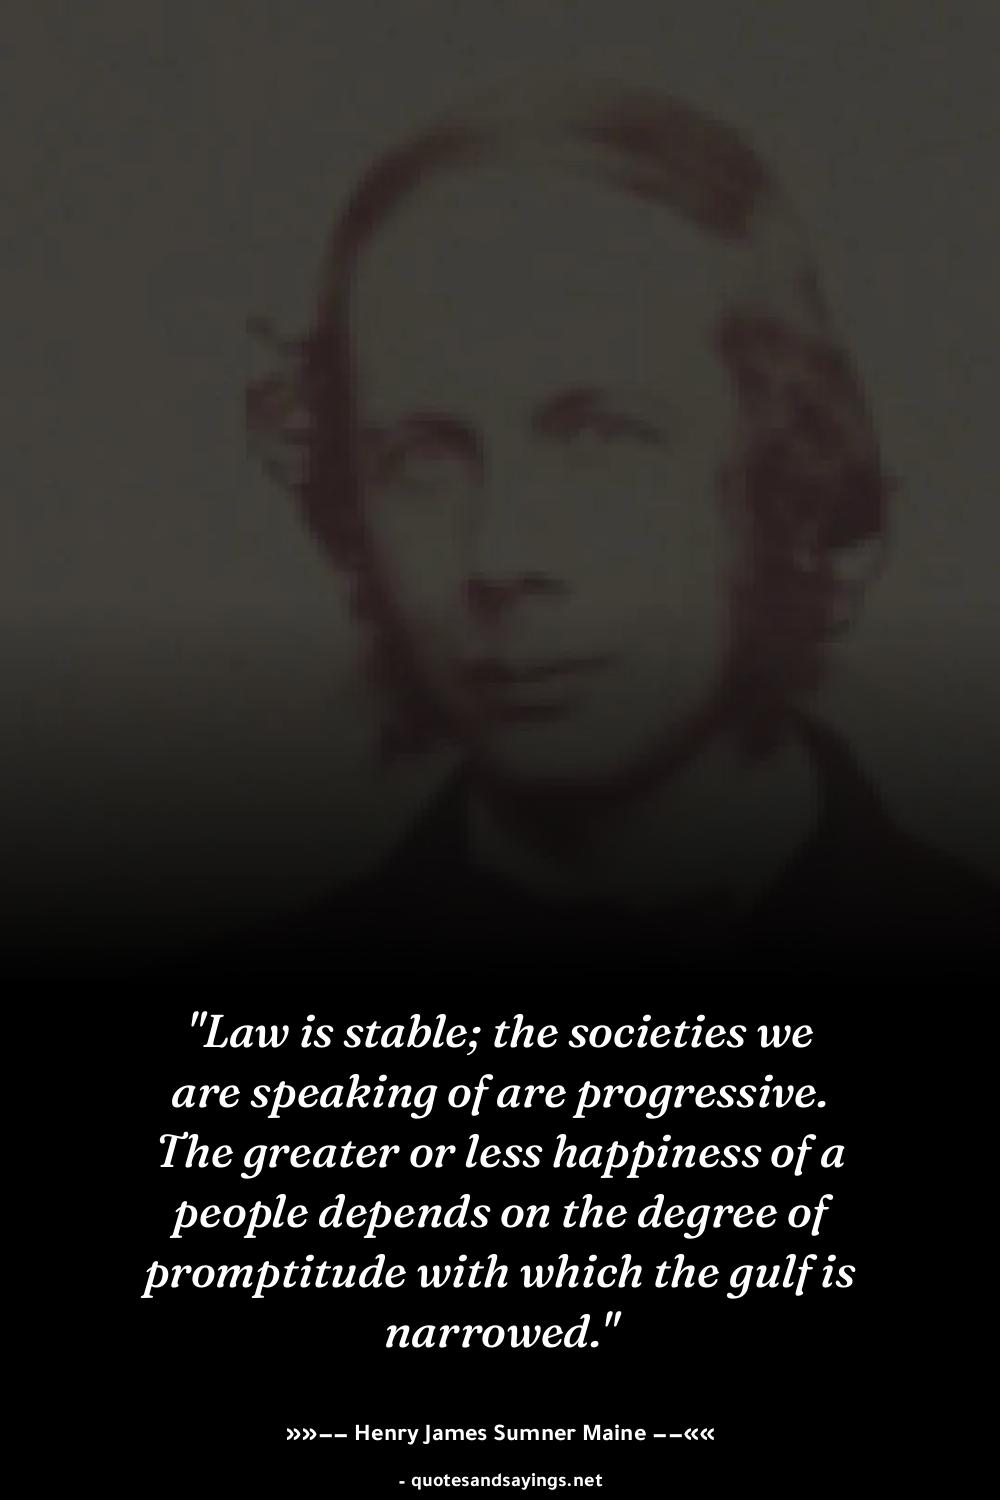 "Law is stable; the societies we
are speaking of are progressive.
The greater or less happiness of a
people depends on the degree of
promptitude with which the gulf is
narrowed."
»»–– Henry James Sumner Maine ––««
- quotesandsayings.net